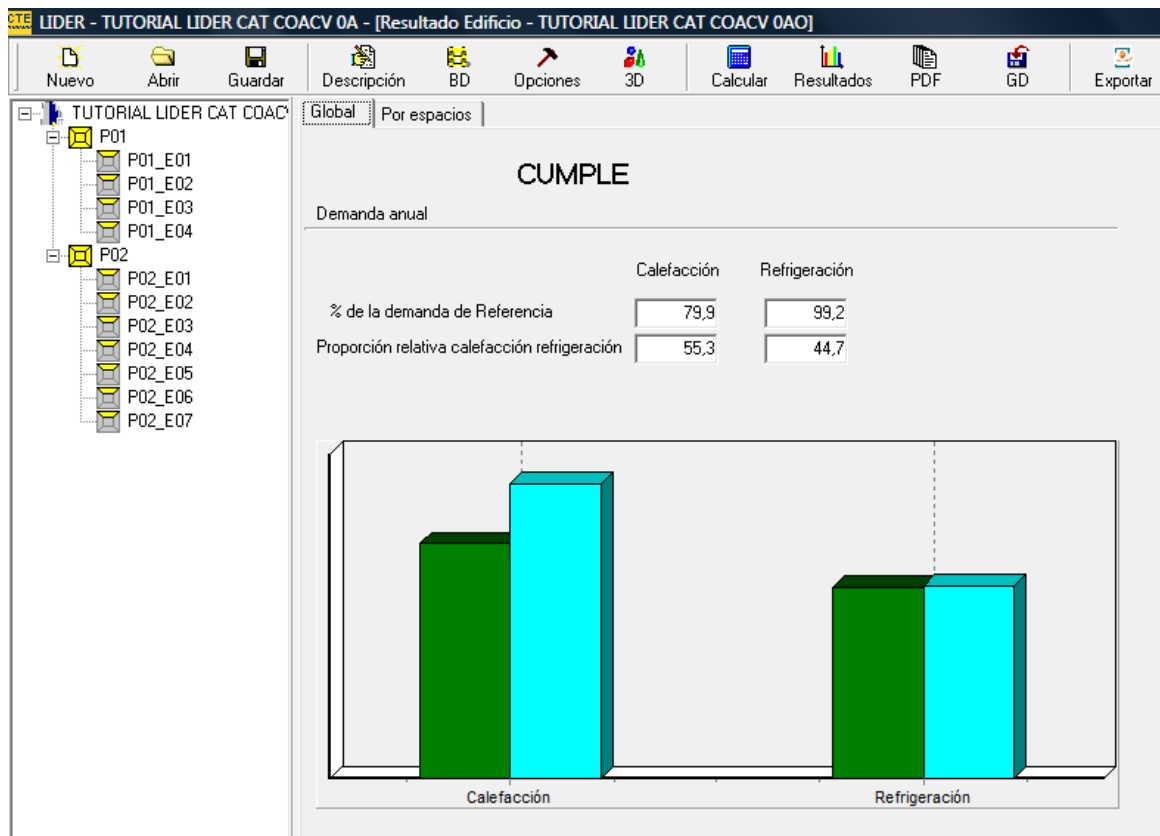 CTE LIDER - TUTORIAL LIDER CAT COACV 0A - [Resultado Edificio - TUTORIAL LIDER CAT COACV 0AO]
Nuevo Abrir Guardar Descripción BD Opciones 3D Calcular Resultados PDF GD Exportar
TUTORIAL LIDER CAT COAC
P01
P01_E01
P01_E02
P01_E03
P01_E04
P02
P02_E01
P02_E02
P02_E03
P02_E04
P02_E05
P02_E06
P02_E07
Global Por espacios
CUMPLE
Demanda anual
Calefacción Refrigeración
% de la demanda de Referencia 79,9 99,2
Proporción relativa calefacción refrigeración 55,3 44,7
Calefacción Refrigeración